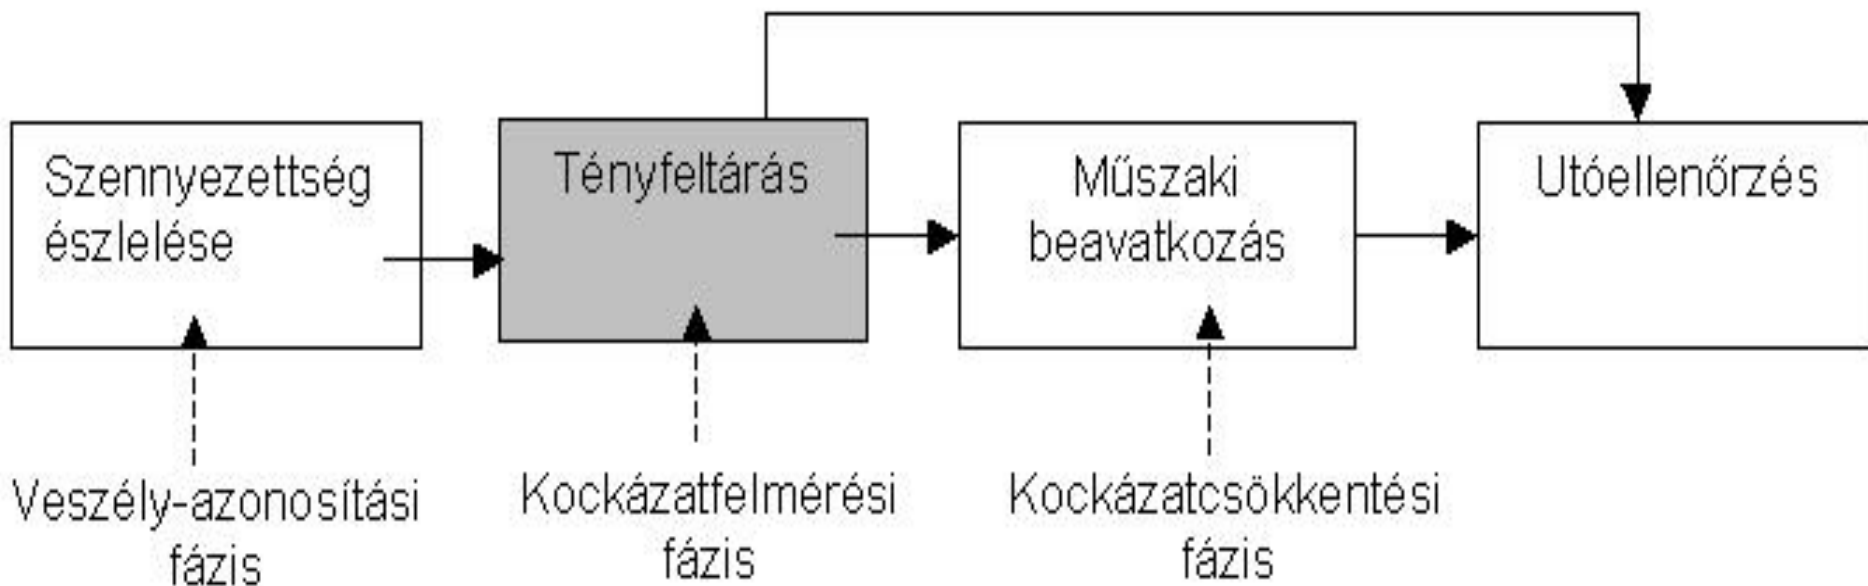 Szennyezettség
észlelése
Tényfeltárás
Műszaki
beavatkozás
Utóellenőrzés
Veszély-azonosítási
fázis
Kockázatfelmérési
fázis
Kockázatcsökkentési
fázis